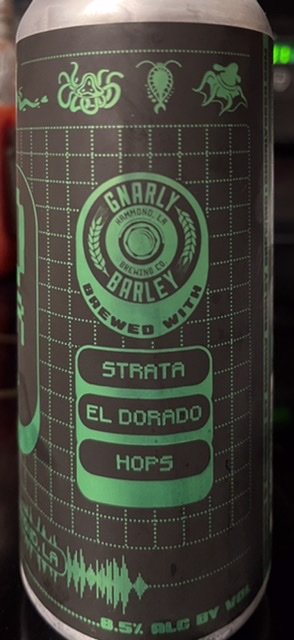 GNARLY
HAMMOND, LA
BREWING CO.
BARLEY
BREWED WITH
STRATA
EL DORADO
HOPS
8.5% ALC BY VOL